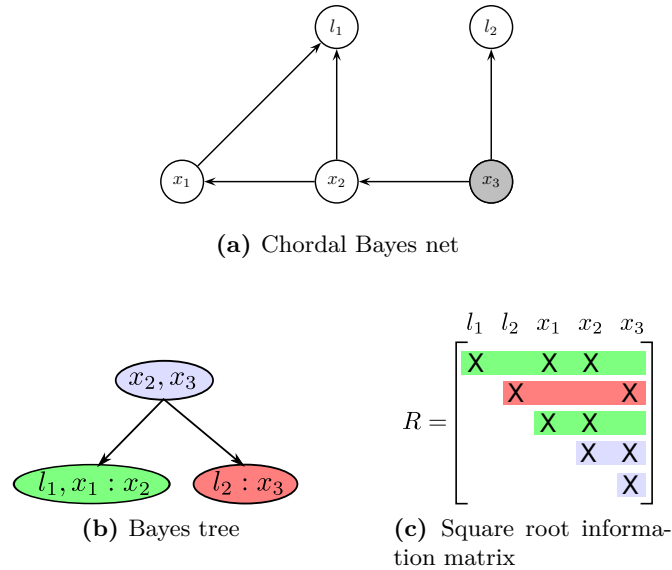 l₁ l₂
x₁ x₂ x₃
(a) Chordal Bayes net
x₂, x₃
l₁, x₁ : x₂ l₂ : x₃
(b) Bayes tree
l₁ l₂ x₁ x₂ x₃
X X X
X X
R = X X
X X
X
(c) Square root informa-
tion matrix